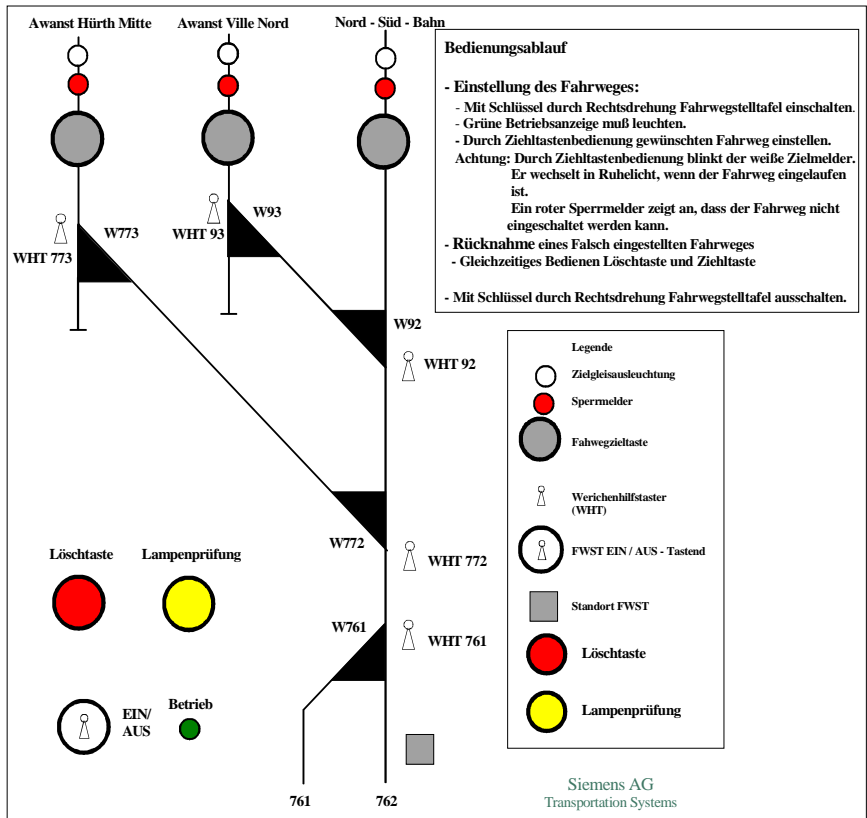 Awanst Hürth Mitte
Awanst Ville Nord
Nord - Süd - Bahn
Bedienungsablauf
- Einstellung des Fahrweges:
- Mit Schlüssel durch Rechtsdrehung Fahrwegstelltafel einschalten.
- Grüne Betriebsanzeige muß leuchten.
- Durch Ziehltastenbedienung gewünschten Fahrweg einstellen.
Achtung: Durch Ziehltastenbedienung blinkt der weiße Zielmelder.
Er wechselt in Ruhelicht, wenn der Fahrweg eingelaufen
ist.
Ein roter Sperrmelder zeigt an, dass der Fahrweg nicht
eingeschaltet werden kann.
- Rücknahme eines Falsch eingestellten Fahrweges
- Gleichzeitiges Bedienen Löschtaste und Ziehltaste
- Mit Schlüssel durch Rechtsdrehung Fahrwegstelltafel ausschalten.
WHT 773
W773
WHT 93
W93
W92
WHT 92
W772
WHT 772
W761
WHT 761
Löschtaste
Lampenprüfung
EIN/
AUS
Betrieb
761
762
Legende
Zielgleisausleuchtung
Sperrmelder
Fahwegzieltaste
Werichenhilfstaster
(WHT)
FWST EIN / AUS - Tastend
Standort FWST
Löschtaste
Lampenprüfung
Siemens AG
Transportation Systems